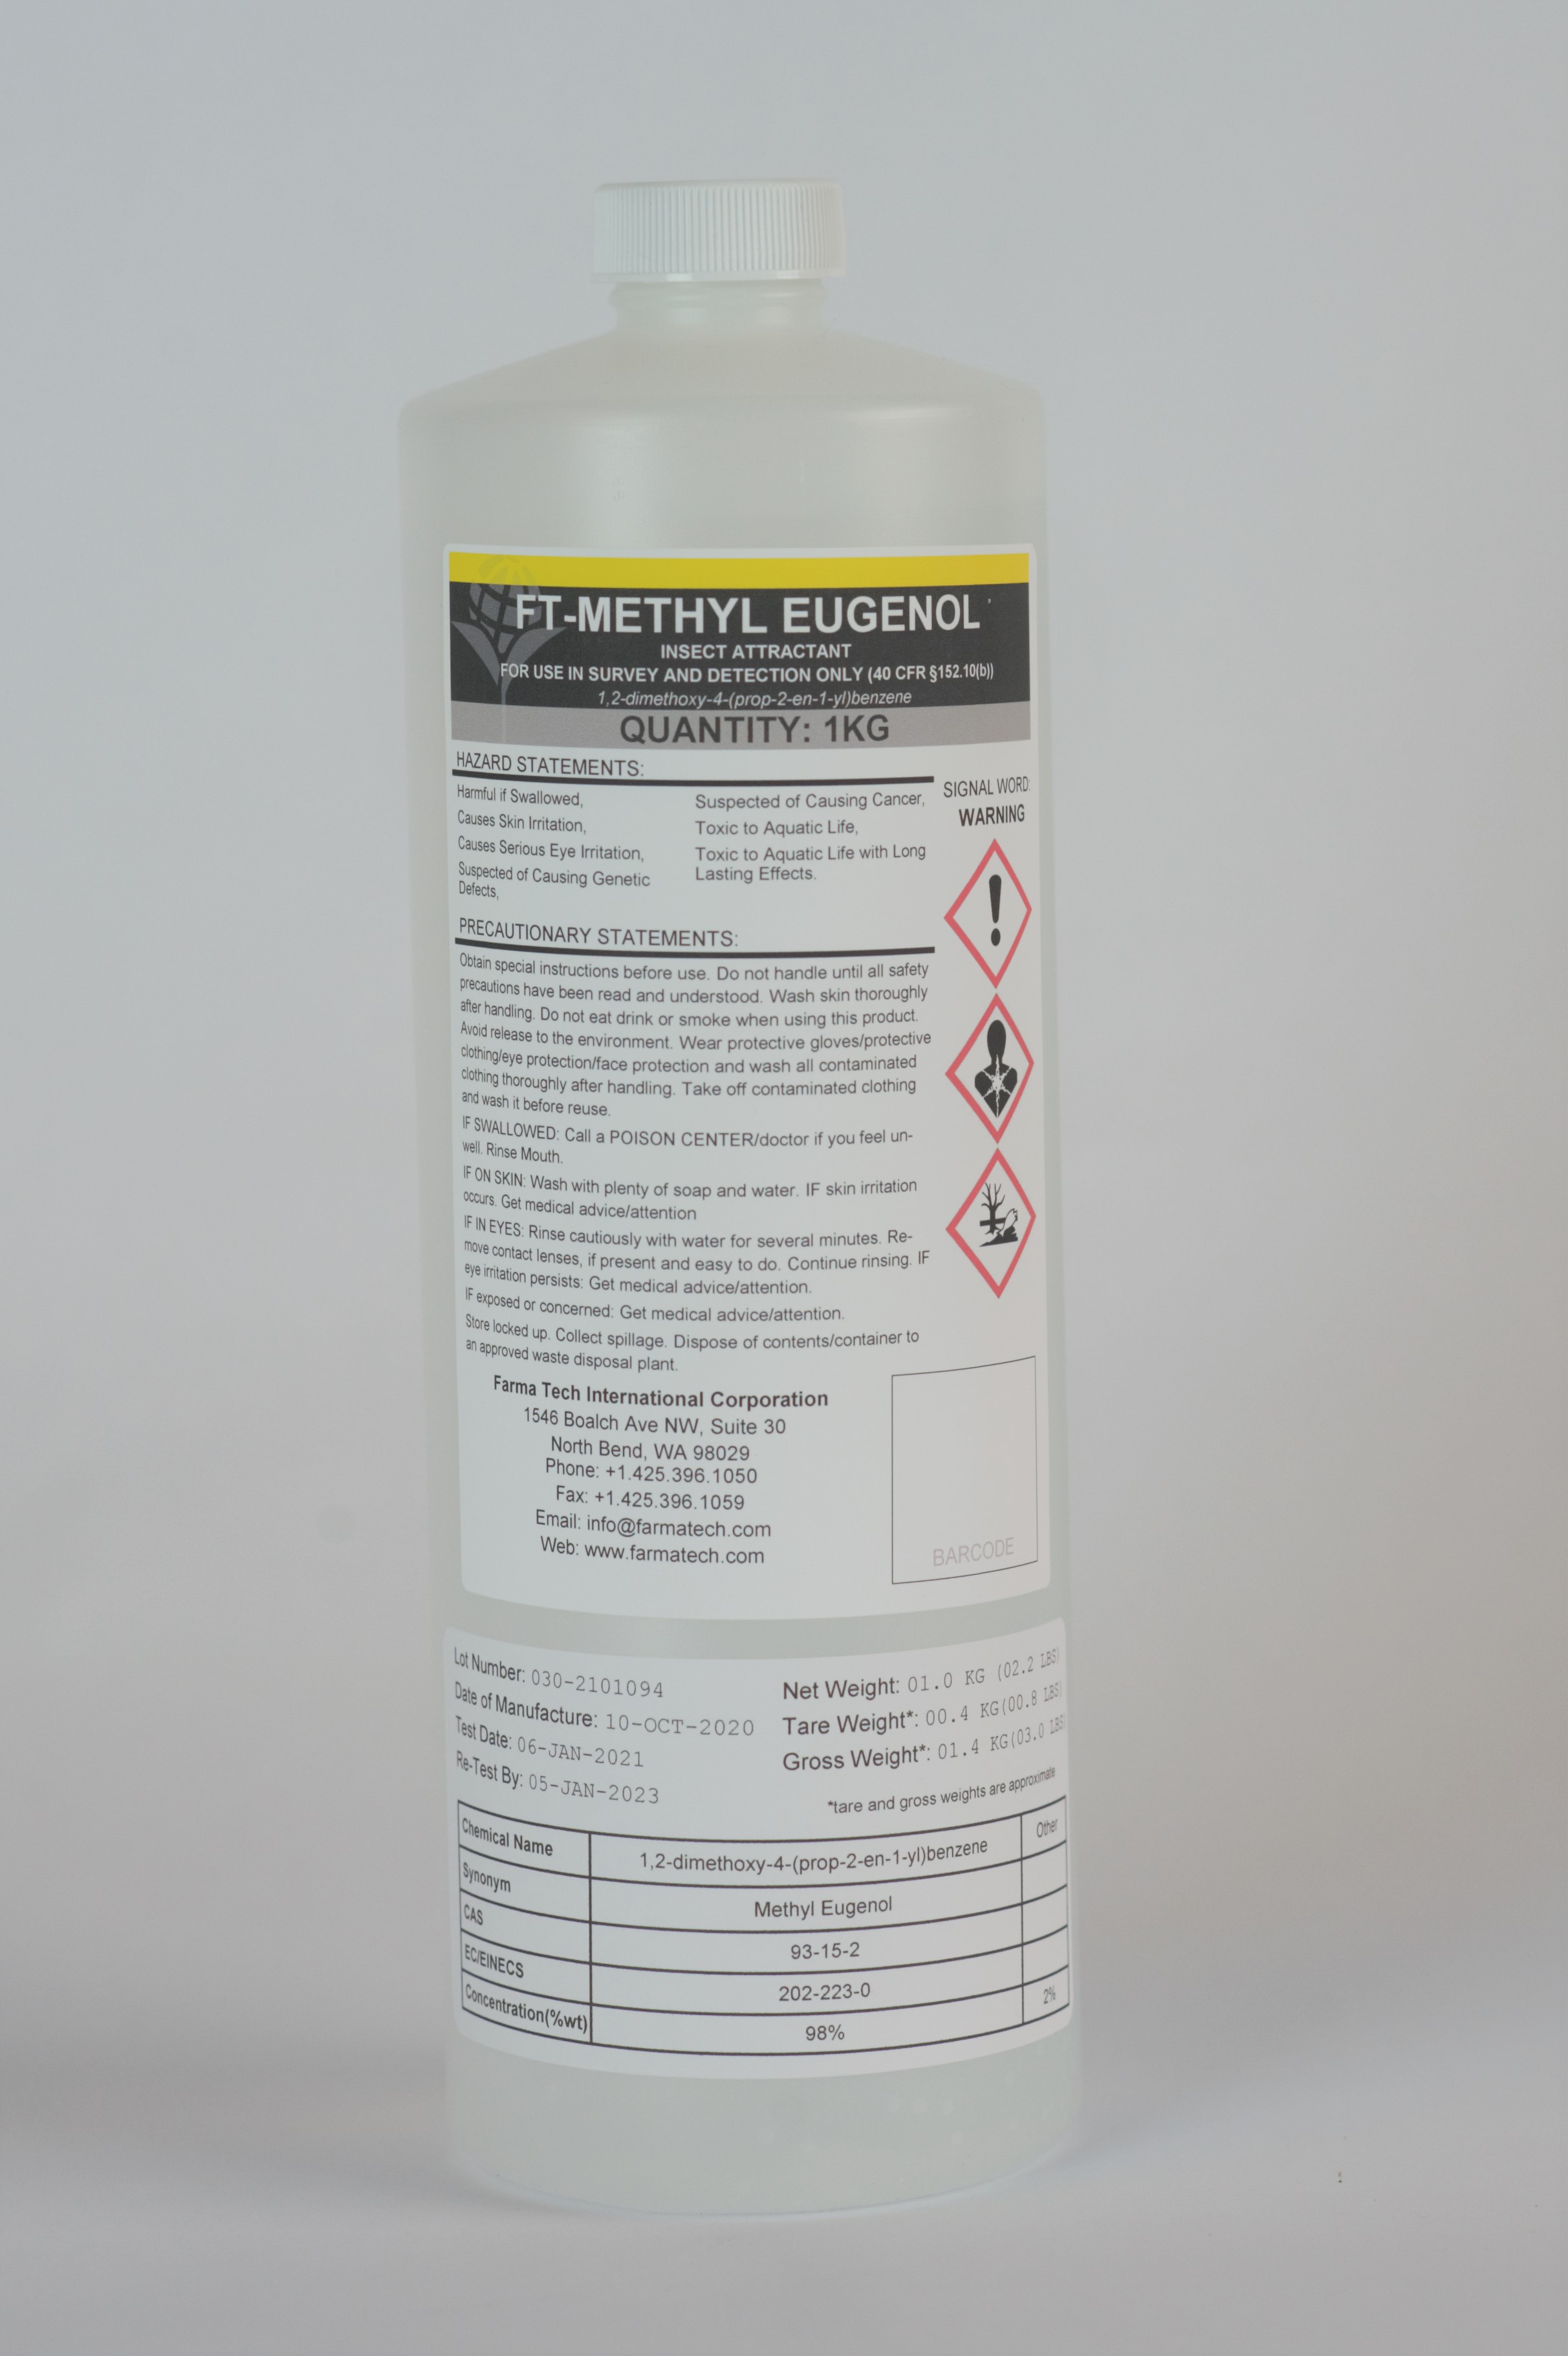 FT-METHYL EUGENOL
INSECT ATTRACTANT
FOR USE IN SURVEY AND DETECTION ONLY (40 CFR §152.10(b))
1,2-dimethoxy-4-(prop-2-en-1-yl)benzene
QUANTITY: 1KG
HAZARD STATEMENTS:
Harmful if Swallowed,
Causes Skin Irritation,
Causes Serious Eye Irritation,
Suspected of Causing Genetic
Defects,
Suspected of Causing Cancer,
Toxic to Aquatic Life,
Toxic to Aquatic Life with Long
Lasting Effects.
SIGNAL WORD:
WARNING
PRECAUTIONARY STATEMENTS:
Obtain special instructions before use. Do not handle until all safety
precautions have been read and understood. Wash skin thoroughly
after handling. Do not eat drink or smoke when using this product.
Avoid release to the environment. Wear protective gloves/protective
clothing/eye protection/face protection and wash all contaminated
clothing thoroughly after handling. Take off contaminated clothing
and wash it before reuse.
IF SWALLOWED: Call a POISON CENTER/doctor if you feel un-
well. Rinse Mouth.
IF ON SKIN: Wash with plenty of soap and water. IF skin irritation
occurs. Get medical advice/attention
IF IN EYES: Rinse cautiously with water for several minutes. Re-
move contact lenses, if present and easy to do. Continue rinsing. IF
eye irritation persists: Get medical advice/attention.
IF exposed or concerned: Get medical advice/attention.
Store locked up. Collect spillage. Dispose of contents/container to
an approved waste disposal plant.
Farma Tech International Corporation
1546 Boalch Ave NW, Suite 30
North Bend, WA 98029
Phone: +1.425.396.1050
Fax: +1.425.396.1059
Email: info@farmatech.com
Web: www.farmatech.com
BARCODE
Lot Number: 030-2101094
Date of Manufacture: 10-OCT-2020
Test Date: 06-JAN-2021
Re-Test By: 05-JAN-2023
Net Weight: 01.0 KG (02.2 LBS)
Tare Weight*: 00.4 KG(00.8 LBS)
Gross Weight*: 01.4 KG(03.0 LBS)
*tare and gross weights are approximate
Chemical Name 1,2-dimethoxy-4-(prop-2-en-1-yl)benzene Other
Synonym Methyl Eugenol
CAS 93-15-2
EC/EINECS 202-223-0
Concentration(%wt) 98% 2%